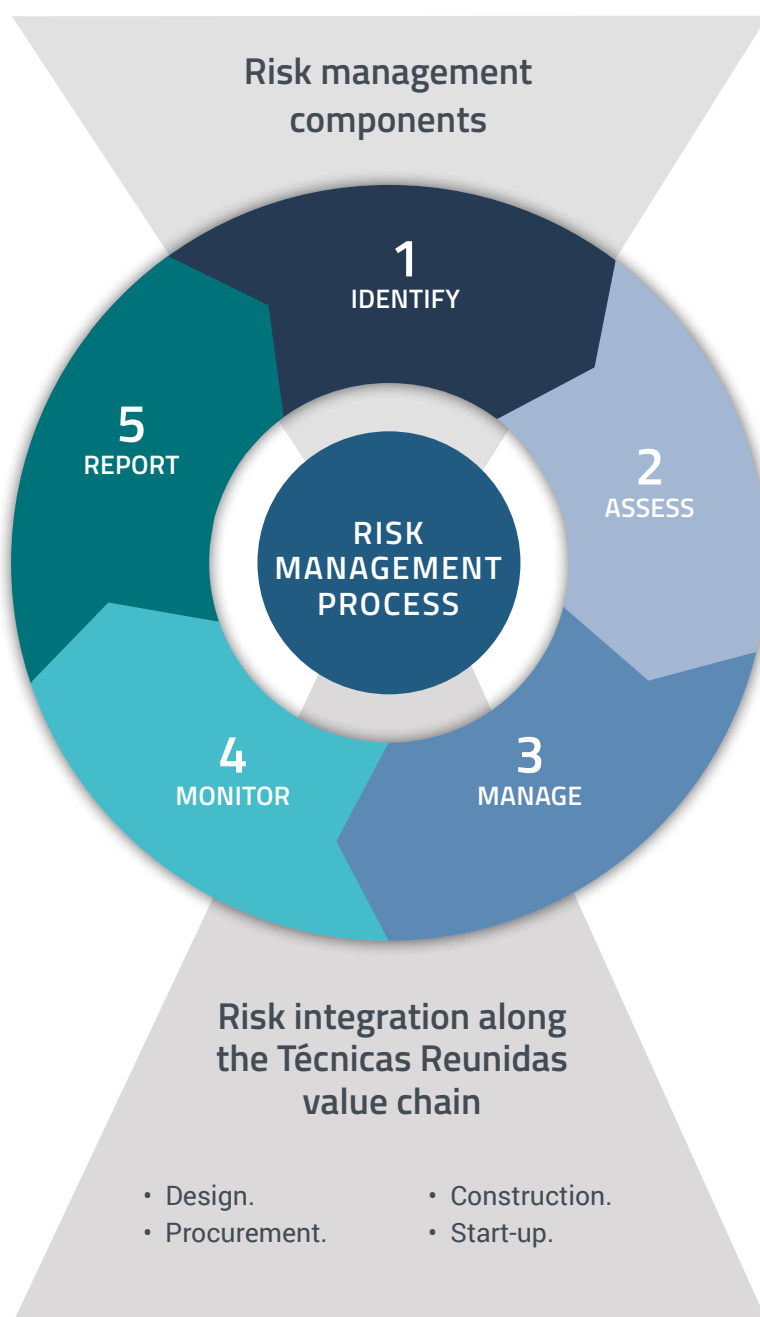 Risk management
components
1
IDENTIFY
2
ASSESS
3
MANAGE
4
MONITOR
5
REPORT
RISK
MANAGEMENT
PROCESS
Risk integration along
the Técnicas Reunidas
value chain
• Design.
• Procurement.
• Construction.
• Start-up.